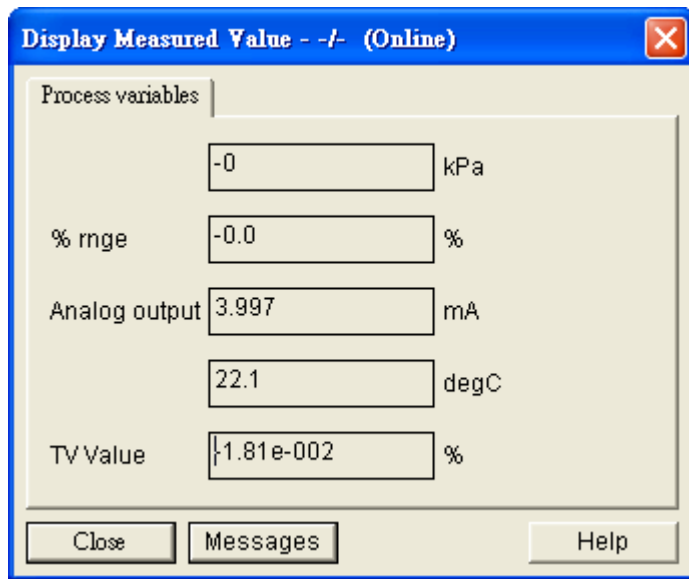 Display Measured Value - -/- (Online)
Process variables
-0 kPa
% rnge -0.0 %
Analog output 3.997 mA
22.1 degC
TV Value -1.81e-002 %
Close Messages Help